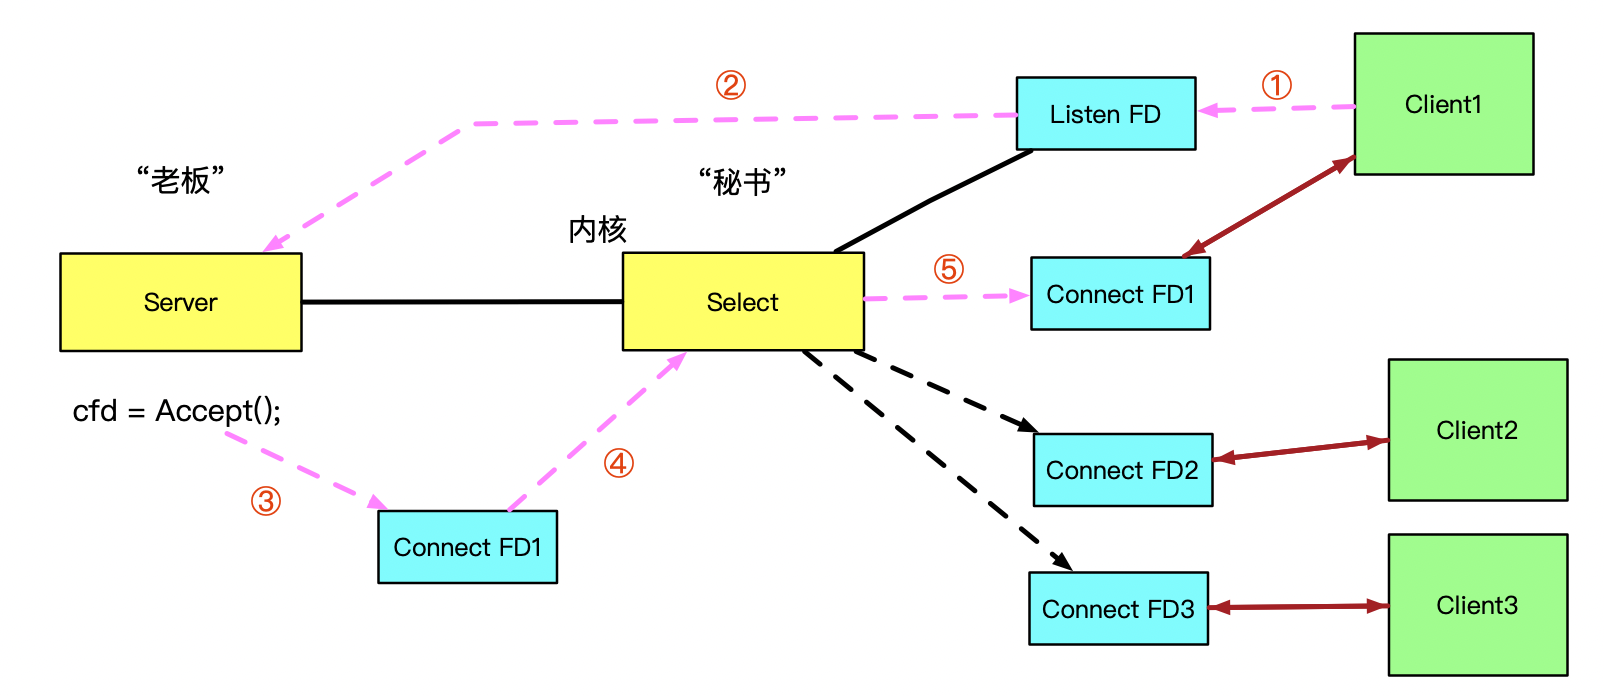 ②
①
Listen FD
Client1
“老板”
“秘书”
内核
⑤
Server
Select
Connect FD1
cfd = Accept();
④
③
Connect FD2
Client2
Connect FD1
Connect FD3
Client3